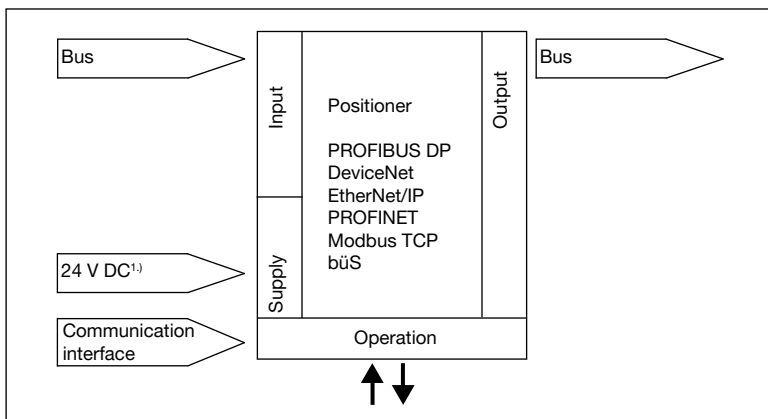 Bus
Input
Positioner
PROFIBUS DP
DeviceNet
EtherNet/IP
PROFINET
Modbus TCP
büS
Output
Bus
24 V DC1.)
Supply
Communication
interface
Operation